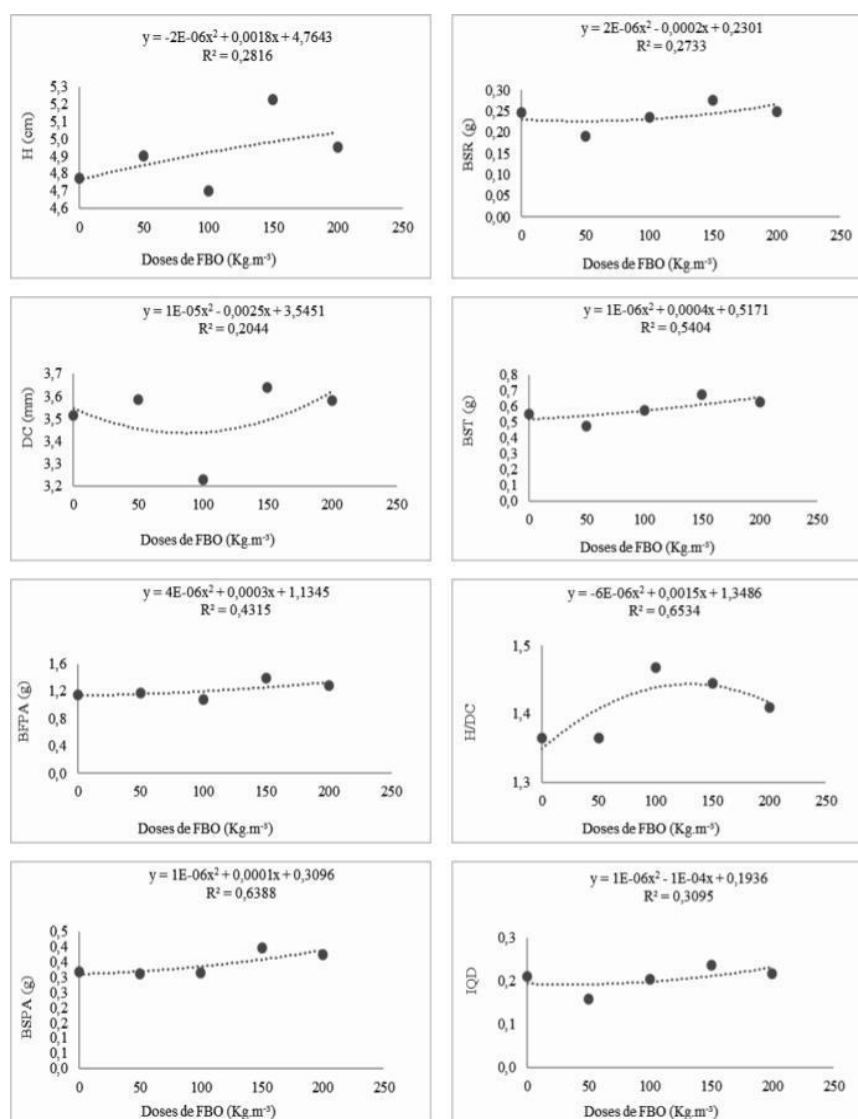 y = -2E-06x² + 0,0018x + 4,7643
R² = 0,2816
H (cm)
5,3
5,2
5,1
5,0
4,9
4,8
4,7
4,6
0 50 100 150 200 250
Doses de FBO (Kg.m⁻³)
y = 2E-06x² - 0,0002x + 0,2301
R² = 0,2733
BSR (g)
0,30
0,25
0,20
0,15
0,10
0,05
0,00
0 50 100 150 200 250
Doses de FBO (Kg.m⁻³)
y = 1E-05x² - 0,0025x + 3,5451
R² = 0,2044
DC (mm)
3,7
3,6
3,5
3,4
3,3
3,2
0 50 100 150 200 250
Doses de FBO (Kg.m⁻³)
y = 1E-06x² + 0,0004x + 0,5171
R² = 0,5404
BST (g)
0,8
0,7
0,6
0,5
0,4
0,3
0,2
0,1
0,0
0 50 100 150 200 250
Doses de FBO (Kg.m⁻³)
y = 4E-06x² + 0,0003x + 1,1345
R² = 0,4315
BFPA (g)
1,6
1,2
0,8
0,4
0,0
0 50 100 150 200 250
Doses de FBO (Kg.m⁻³)
y = -6E-06x² + 0,0015x + 1,3486
R² = 0,6534
H/DC
1,5
1,4
1,3
0 50 100 150 200 250
Doses de FBO (Kg.m⁻³)
y = 1E-06x² + 0,0001x + 0,3096
R² = 0,6388
BSPA (g)
0,5
0,4
0,4
0,3
0,3
0,2
0,2
0,1
0,1
0,0
0 50 100 150 200 250
Doses de FBO (Kg.m⁻³)
y = 1E-06x² - 1E-04x + 0,1936
R² = 0,3095
IQD
0,3
0,2
0,1
0,0
0 50 100 150 200 250
Doses de FBO (Kg.m⁻³)